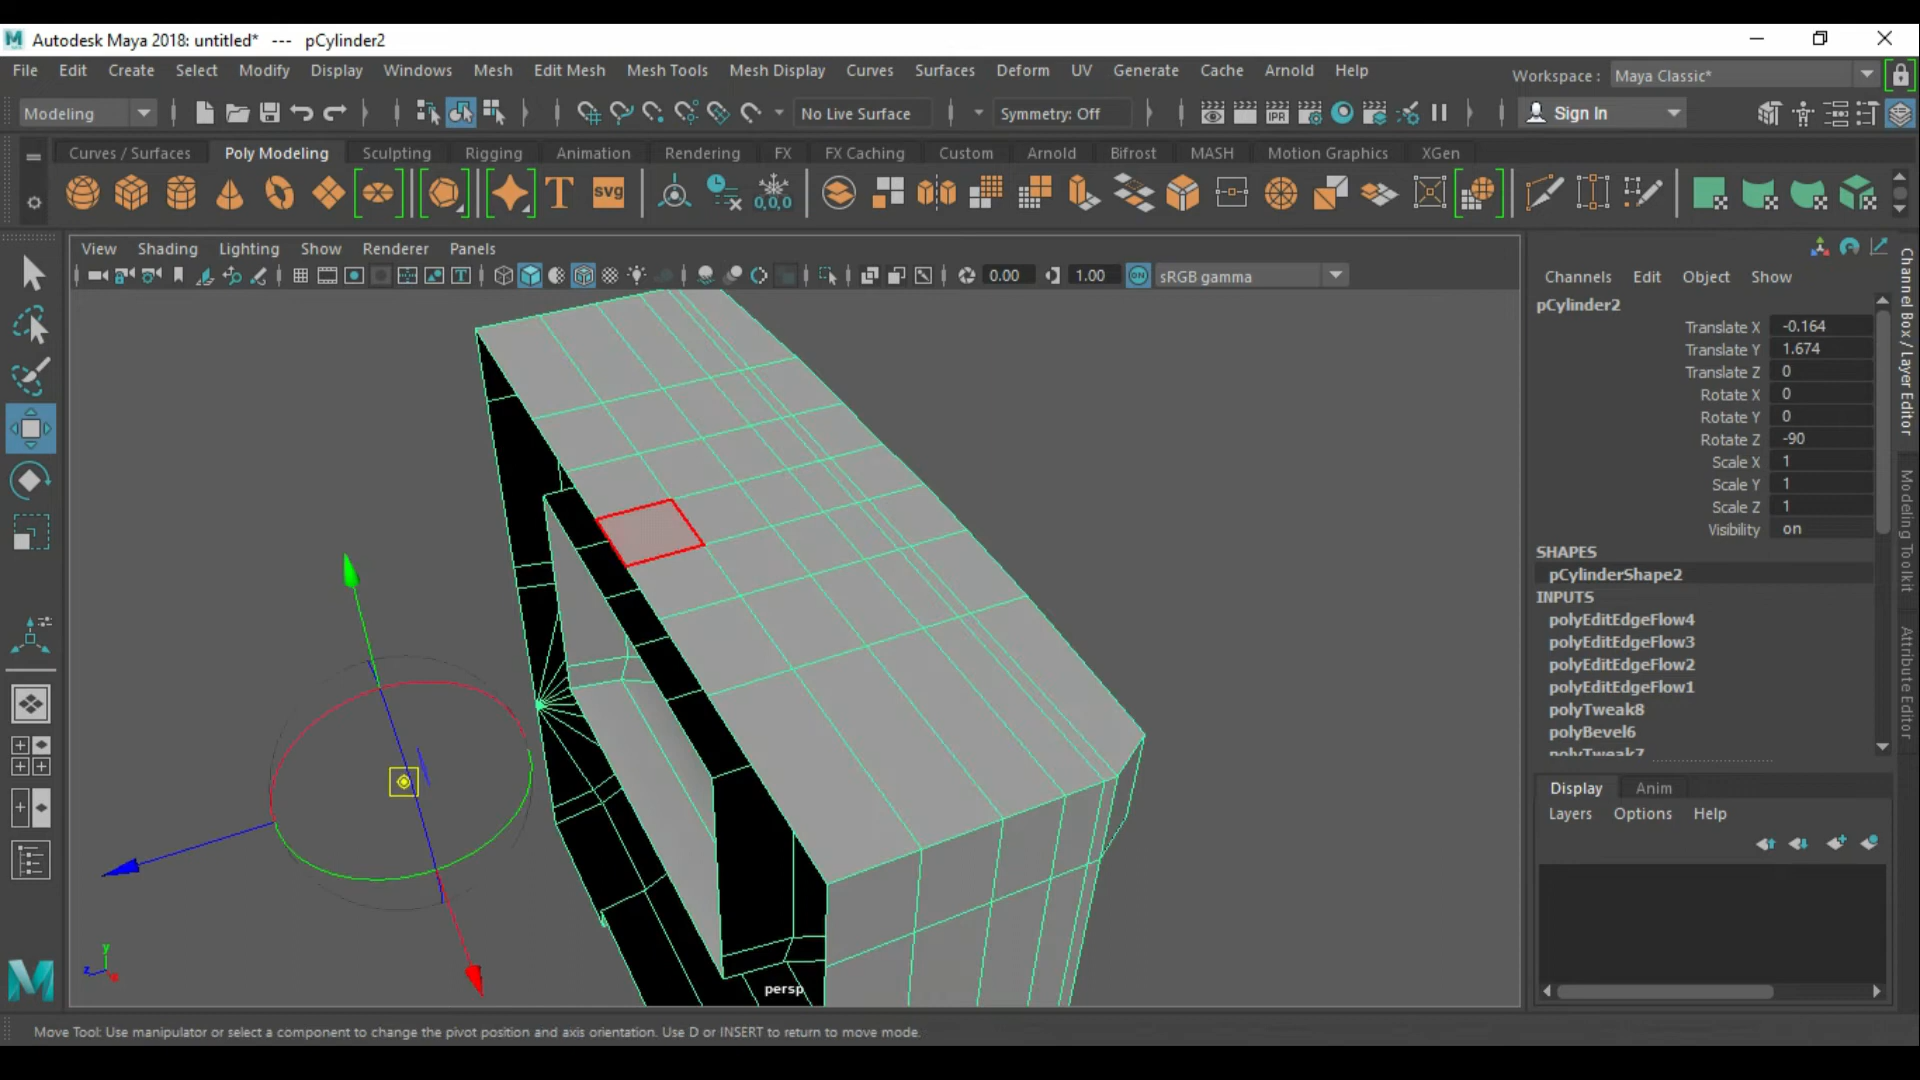 Autodesk Maya 2018: untitled*   ---   pCylinder2
File Edit Create Select Modify Display Windows Mesh Edit Mesh Mesh Tools Mesh Display Curves Surfaces Deform UV Generate Cache Arnold Help
Workspace : Maya Classic*
Modeling No Live Surface Symmetry: Off IPR Sign In
Curves / Surfaces Poly Modeling Sculpting Rigging Animation Rendering FX FX Caching Custom Arnold Bifrost MASH Motion Graphics XGen
T svg 0,0,0
View Shading Lighting Show Renderer Panels
T 0.00 1.00 ON sRGB gamma
Channels Edit Object Show
pCylinder2
Translate X -0.164
Translate Y 1.674
Translate Z 0
Rotate X 0
Rotate Y 0
Rotate Z -90
Scale X 1
Scale Y 1
Scale Z 1
Visibility on
SHAPES
pCylinderShape2
INPUTS
polyEditEdgeFlow4
polyEditEdgeFlow3
polyEditEdgeFlow2
polyEditEdgeFlow1
polyTweak8
polyBevel6
polyTweak7
Display Anim
Layers Options Help
Channel Box / Layer Editor
Modeling Toolkit
Attribute Editor
y
z x
persp
M
Move Tool: Use manipulator or select a component to change the pivot position and axis orientation. Use D or INSERT to return to move mode.